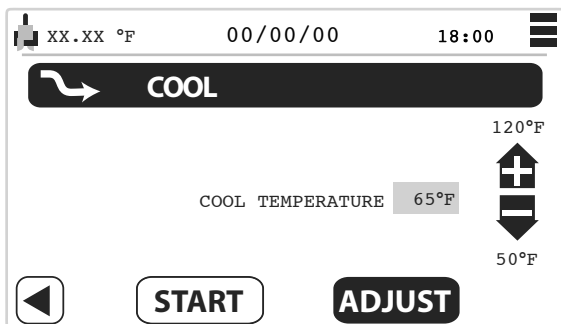 XX.XX °F 00/00/00 18:00
COOL
120°F
COOL TEMPERATURE 65°F
50°F
START ADJUST